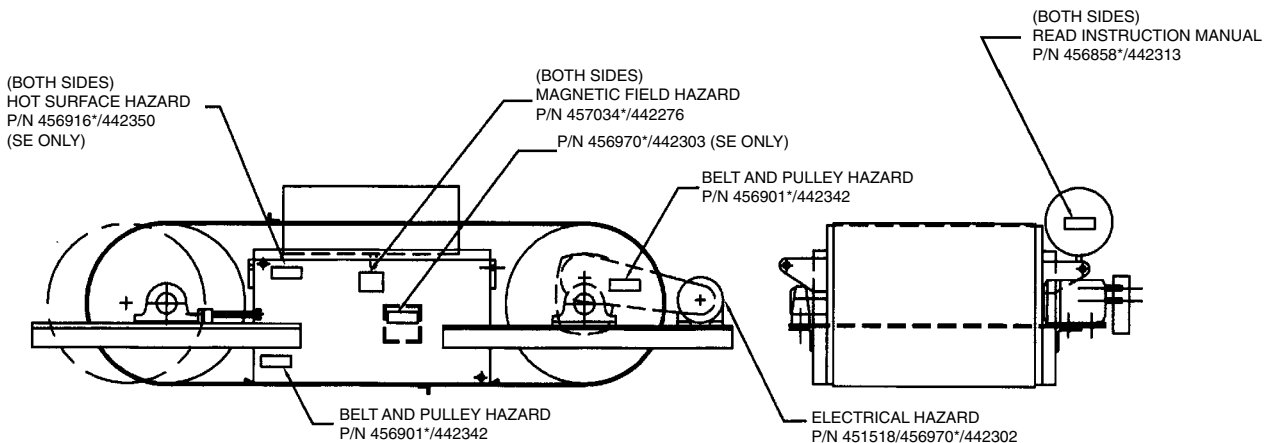 (BOTH SIDES)
READ INSTRUCTION MANUAL
P/N 456858*/442313
(BOTH SIDES)
HOT SURFACE HAZARD
P/N 456916*/442350
(SE ONLY)
(BOTH SIDES)
MAGNETIC FIELD HAZARD
P/N 457034*/442276
P/N 456970*/442303 (SE ONLY)
BELT AND PULLEY HAZARD
P/N 456901*/442342
BELT AND PULLEY HAZARD
P/N 456901*/442342
ELECTRICAL HAZARD
P/N 451518/456970*/442302